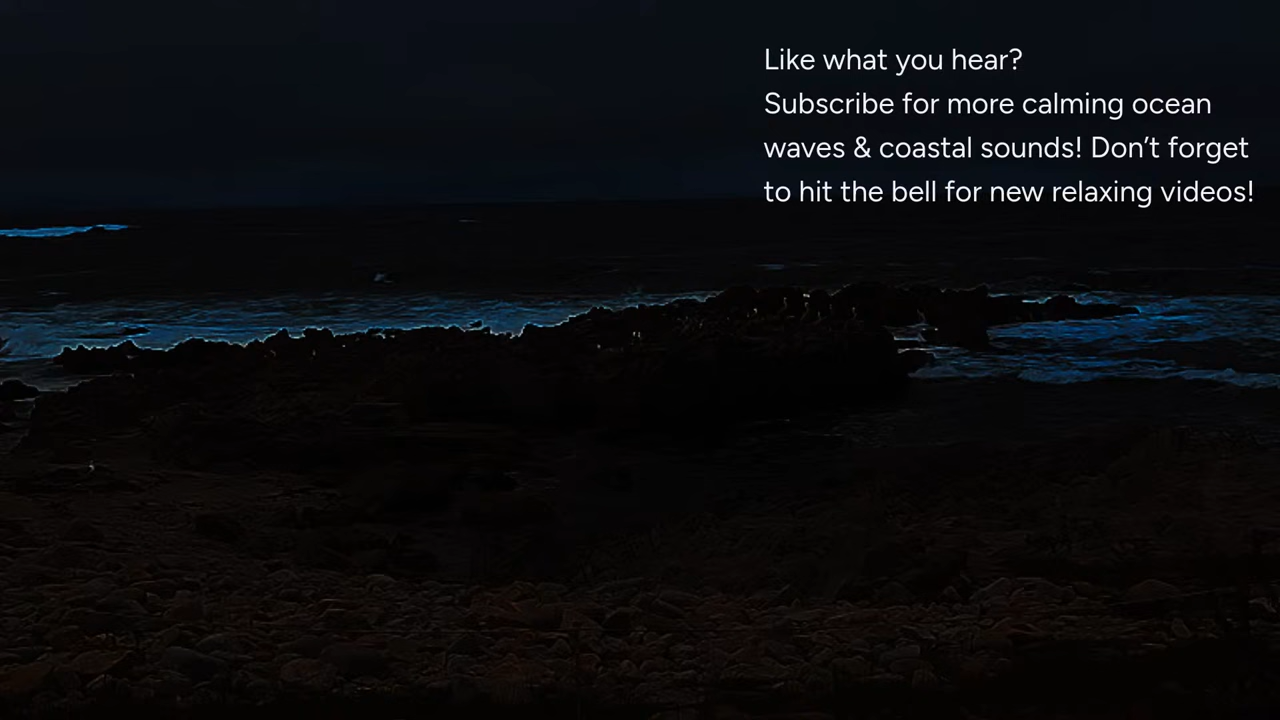 Like what you hear?
Subscribe for more calming ocean
waves & coastal sounds! Don’t forget
to hit the bell for new relaxing videos!